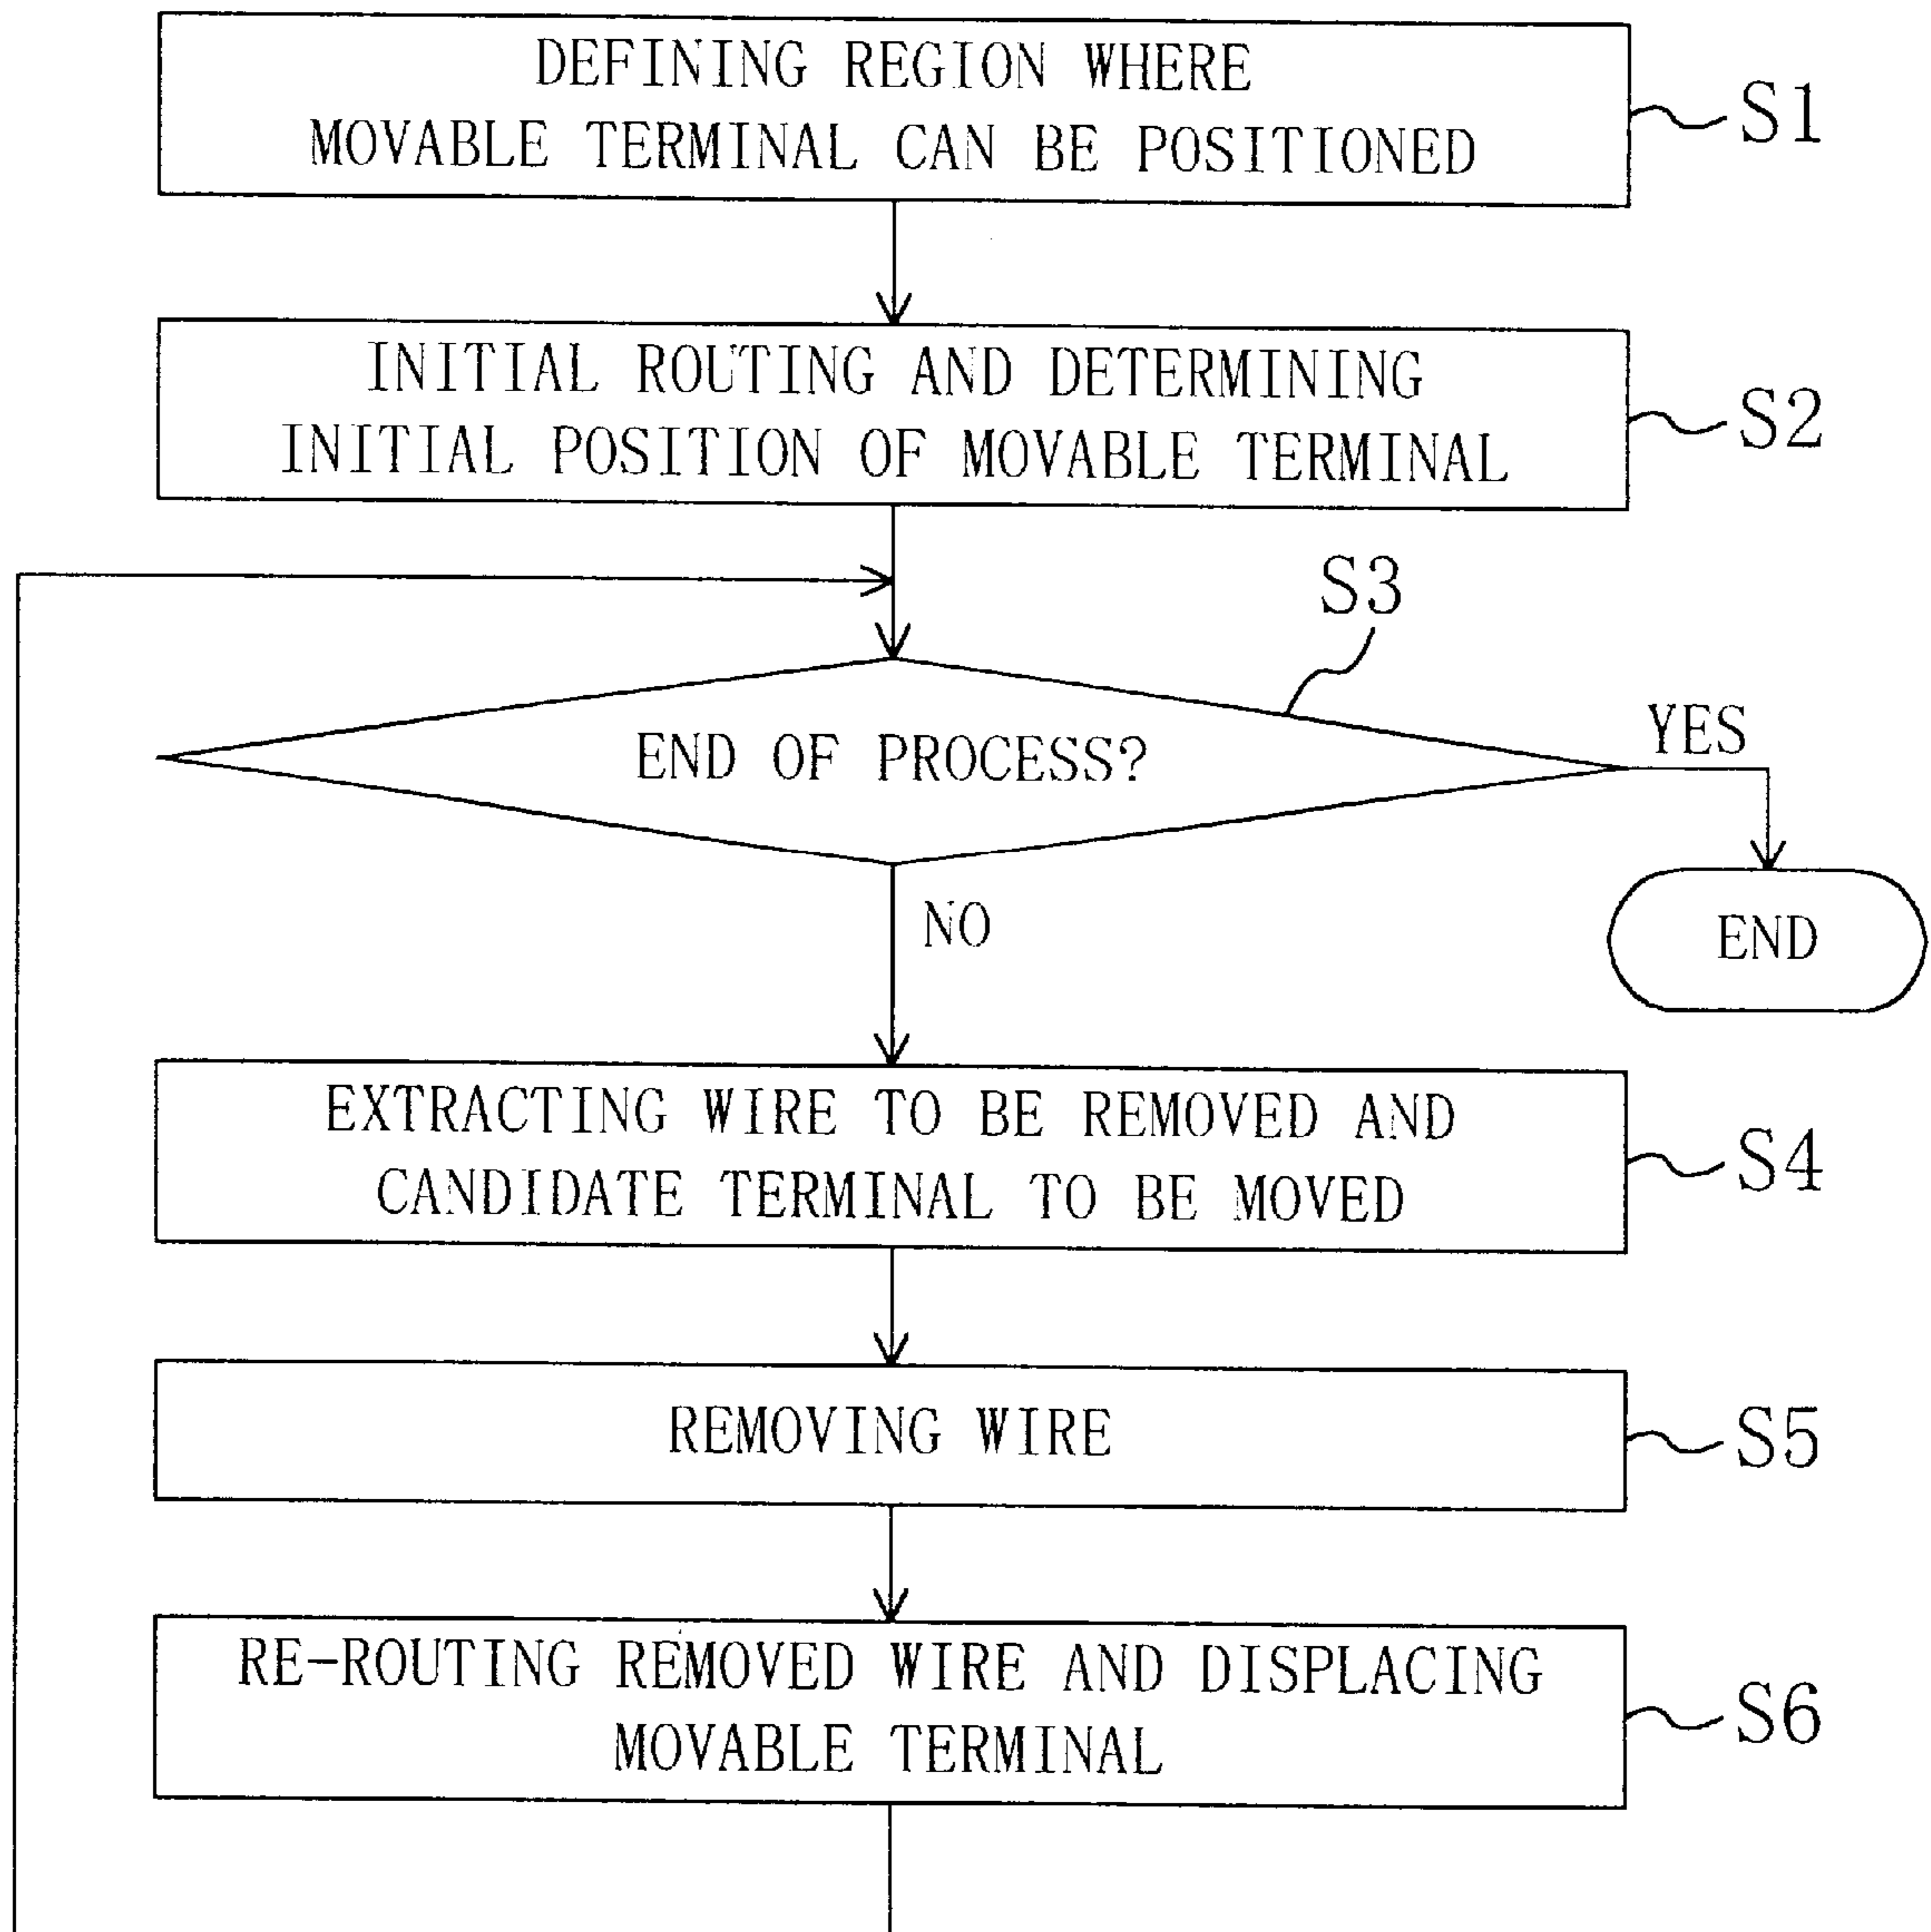 DEFINING REGION WHERE
MOVABLE TERMINAL CAN BE POSITIONED
S1
INITIAL ROUTING AND DETERMINING
INITIAL POSITION OF MOVABLE TERMINAL
S2
S3
END OF PROCESS?
YES
NO
END
EXTRACTING WIRE TO BE REMOVED AND
CANDIDATE TERMINAL TO BE MOVED
S4
REMOVING WIRE
S5
RE-ROUTING REMOVED WIRE AND DISPLACING
MOVABLE TERMINAL
S6